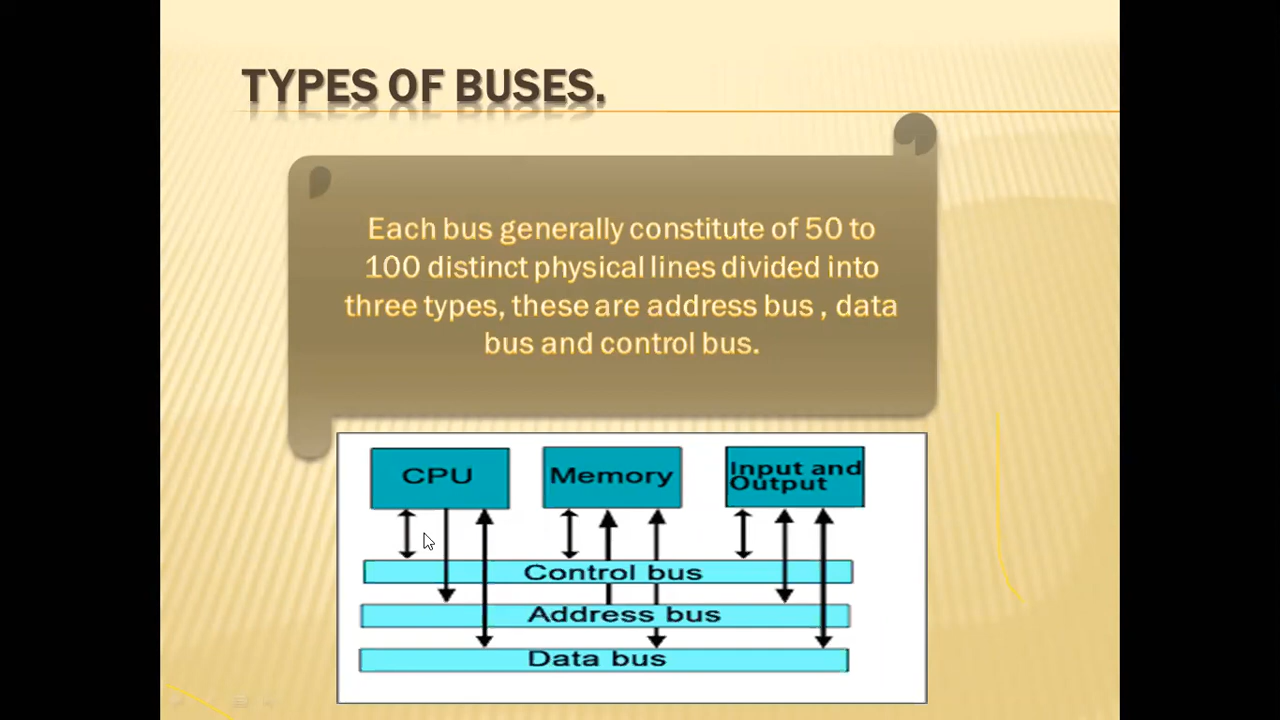 TYPES OF BUSES.
Each bus generally constitute of 50 to
100 distinct physical lines divided into
three types, these are address bus , data
bus and control bus.
CPU
Memory
Input and
Output
Control bus
Address bus
Data bus